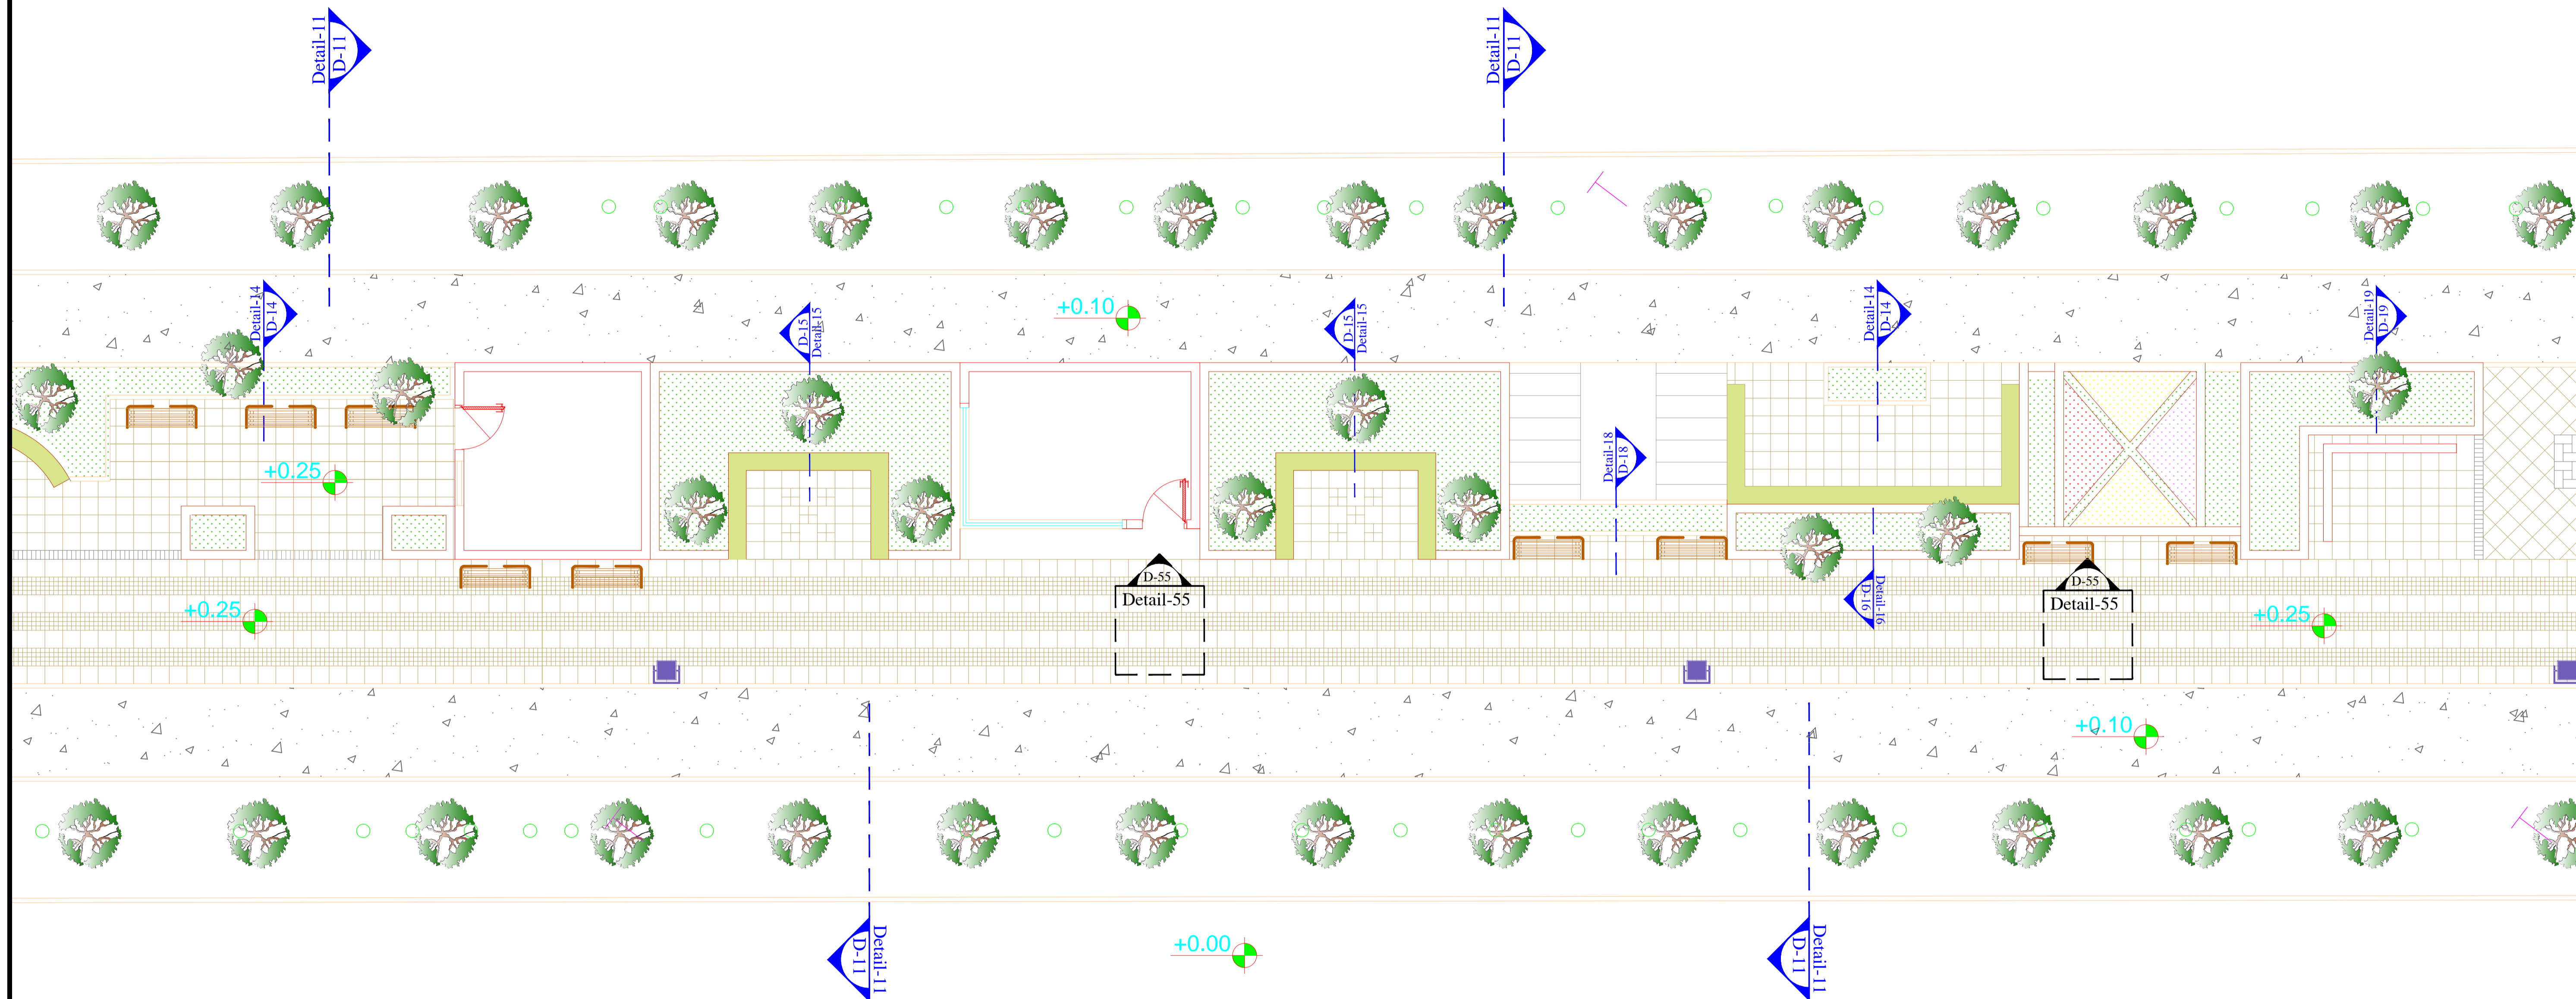 Detail-11
D-11
Detail-11
D-11
Detail-14
D-14
D-15
Detail-15
+0.10
D-15
Detail-15
Detail-14
D-14
Detail-19
D-19
+0.25
Detail-18
D-18
D-55
Detail-55
D-55
Detail-55
+0.25
Detail-16
D-16
+0.25
+0.10
Detail-11
D-11
+0.00
Detail-11
D-11